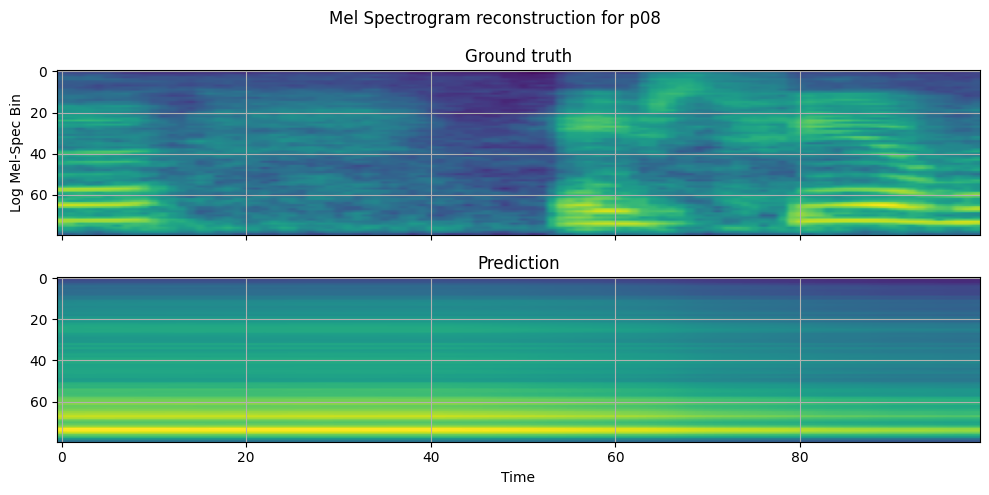 Mel Spectrogram reconstruction for p08
Ground truth
0
20
40
60
Log Mel-Spec Bin
Prediction
0
20
40
60
0 20 40 60 80
Time